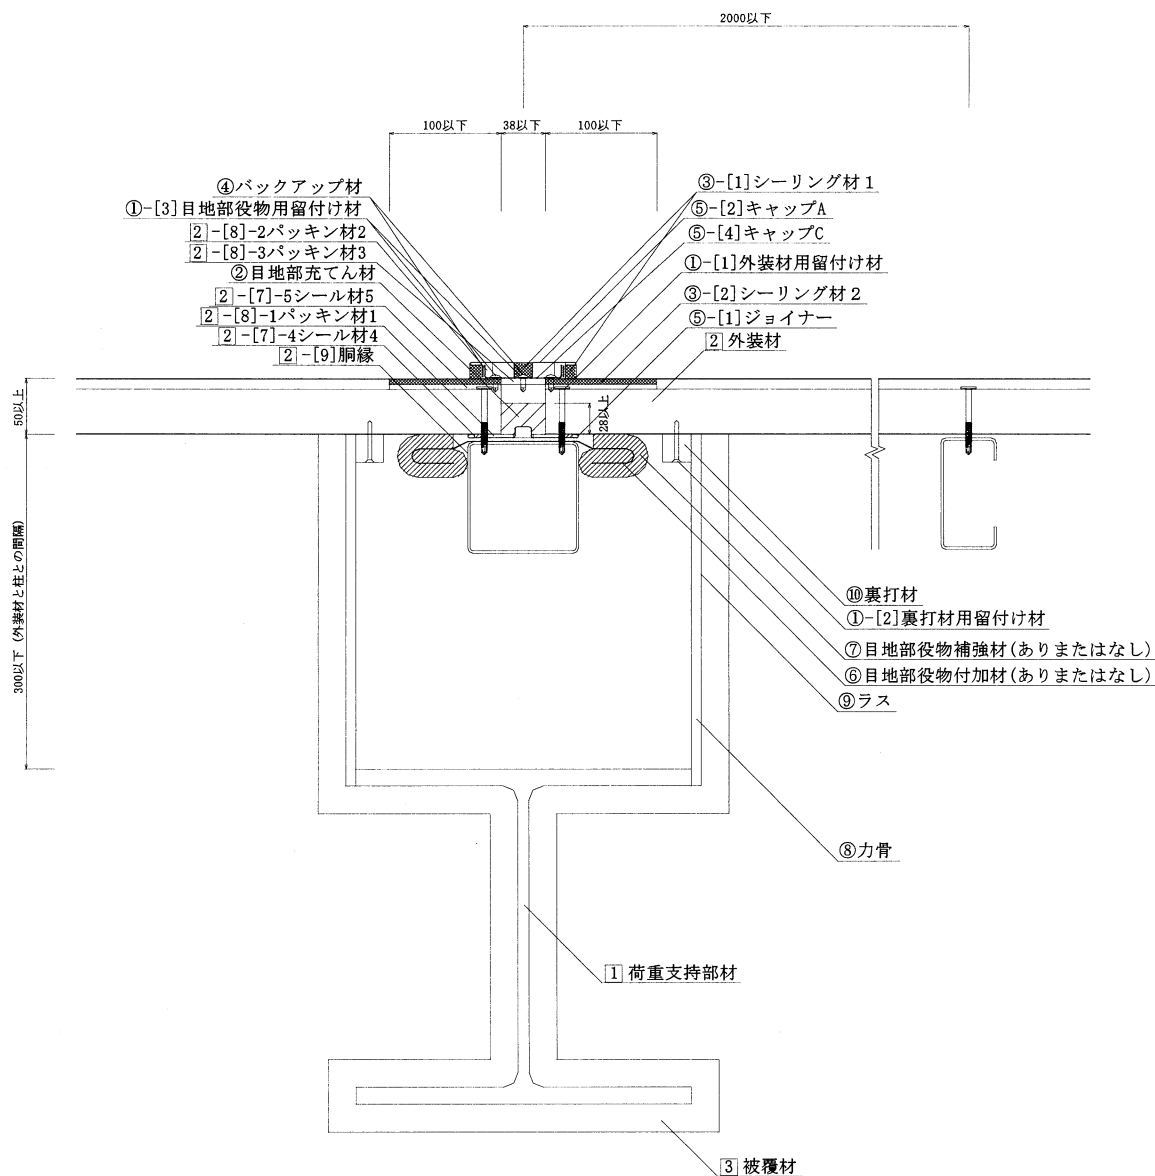 2000以下
100以下
38以下
100以下
④バックアップ材
①-[3]目地部役物用留付け材
2-[8]-2パッキン材2
2-[8]-3パッキン材3
②目地部充てん材
2-[7]-5シール材5
2-[8]-1パッキン材1
2-[7]-4シール材4
2-[9]胴縁
③-[1]シーリング材1
⑤-[2]キャップA
⑤-[4]キャップC
①-[1]外装材用留付け材
③-[2]シーリング材2
⑤-[1]ジョイナー
2 外装材
50以上
28以上
300以下 (外装材と柱との間隔)
⑩裏打材
①-[2]裏打材用留付け材
⑦目地部役物補強材(ありまたはなし)
⑥目地部役物付加材(ありまたはなし)
⑨ラス
⑧力骨
1 荷重支持部材
3 被覆材